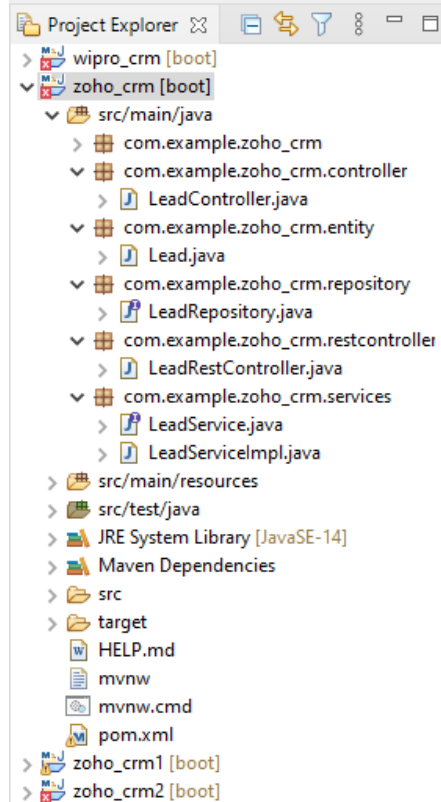 Project Explorer
wipro_crm [boot]
zoho_crm [boot]
src/main/java
com.example.zoho_crm
com.example.zoho_crm.controller
LeadController.java
com.example.zoho_crm.entity
Lead.java
com.example.zoho_crm.repository
LeadRepository.java
com.example.zoho_crm.restcontroller
LeadRestController.java
com.example.zoho_crm.services
LeadService.java
LeadServiceImpl.java
src/main/resources
src/test/java
JRE System Library [JavaSE-14]
Maven Dependencies
src
target
HELP.md
mvnw
mvnw.cmd
pom.xml
zoho_crm1 [boot]
zoho_crm2 [boot]